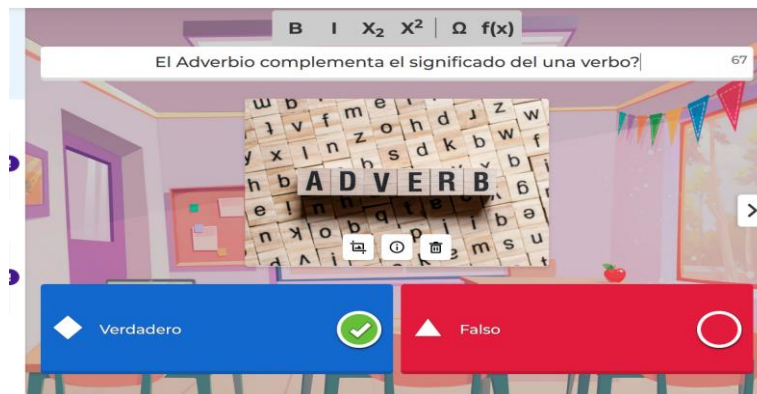 B I X₂ X² Ω f(x)
El Adverbio complementa el significado del una verbo?
67
ADVERB
Verdadero
Falso